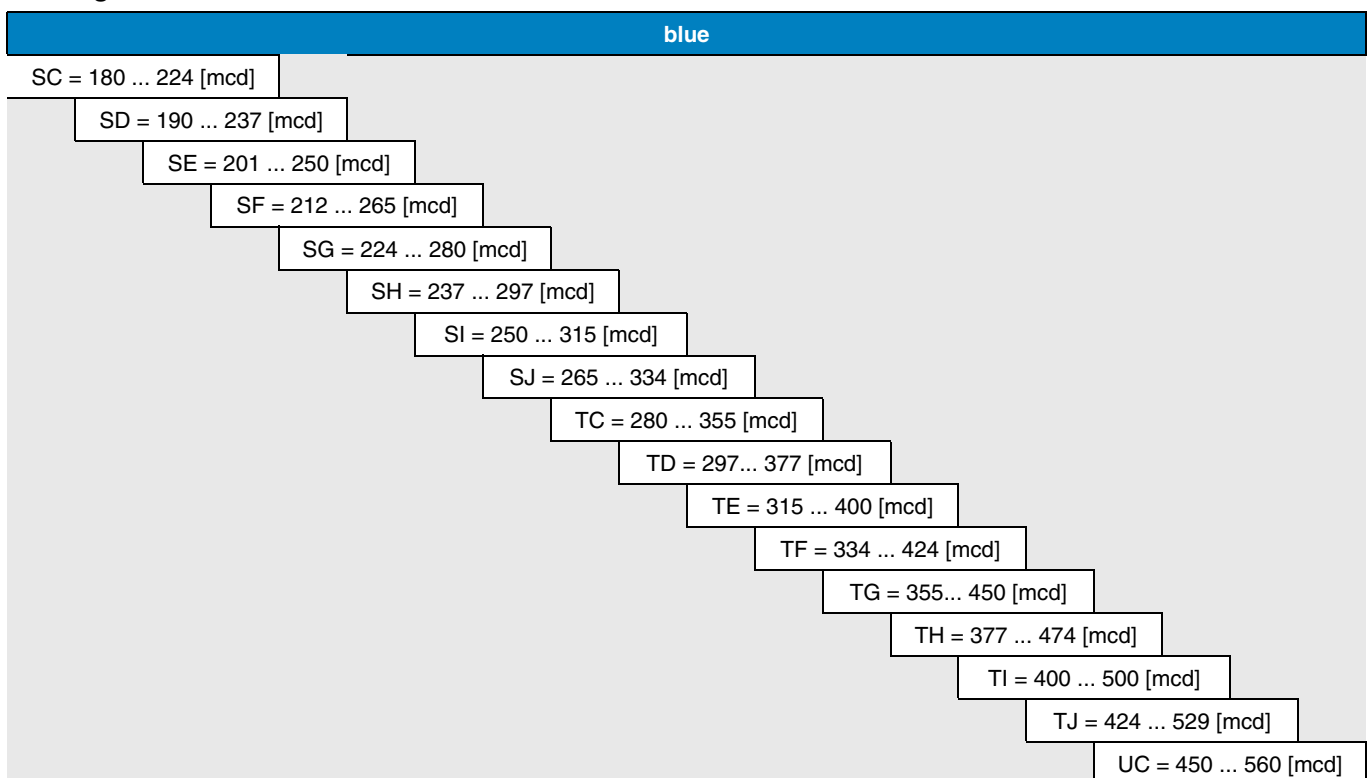 blue
SC = 180 ... 224 [mcd]
SD = 190 ... 237 [mcd]
SE = 201 ... 250 [mcd]
SF = 212 ... 265 [mcd]
SG = 224 ... 280 [mcd]
SH = 237 ... 297 [mcd]
SI = 250 ... 315 [mcd]
SJ = 265 ... 334 [mcd]
TC = 280 ... 355 [mcd]
TD = 297... 377 [mcd]
TE = 315 ... 400 [mcd]
TF = 334 ... 424 [mcd]
TG = 355... 450 [mcd]
TH = 377 ... 474 [mcd]
TI = 400 ... 500 [mcd]
TJ = 424 ... 529 [mcd]
UC = 450 ... 560 [mcd]